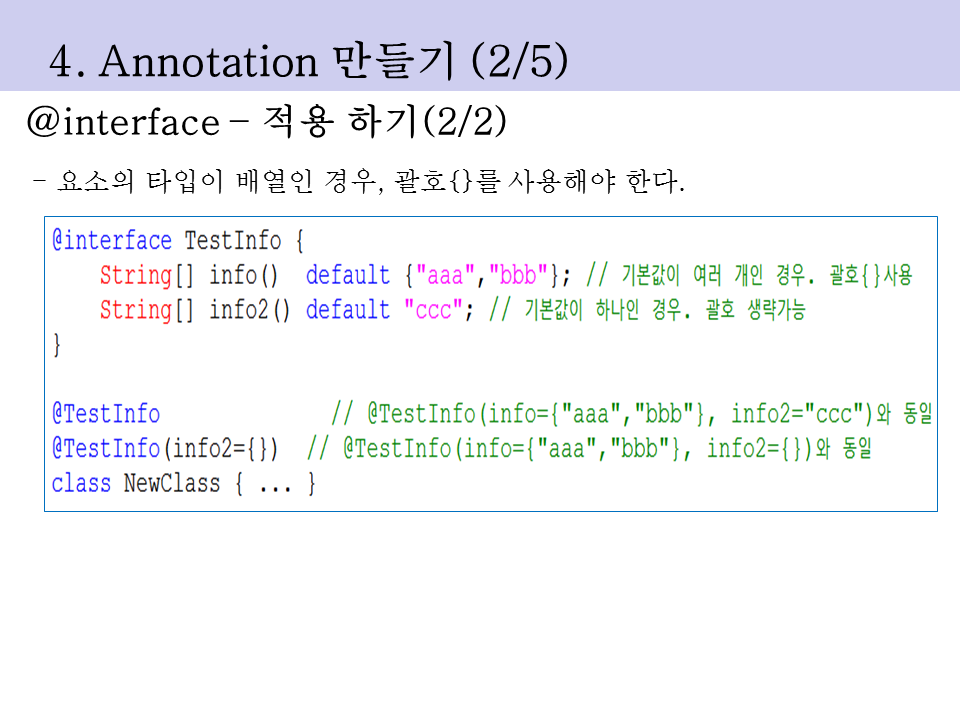 4. Annotation 만들기 (2/5)
@interface – 적용 하기(2/2)
- 요소의 타입이 배열인 경우, 괄호{}를 사용해야 한다.
@interface TestInfo {
    String[] info()  default {"aaa","bbb"}; // 기본값이 여러 개인 경우. 괄호{}사용
    String[] info2() default "ccc"; // 기본값이 하나인 경우. 괄호 생략가능
}
@TestInfo              // @TestInfo(info={"aaa","bbb"}, info2="ccc")와 동일
@TestInfo(info2={})  // @TestInfo(info={"aaa","bbb"}, info2={})와 동일
class NewClass { ... }